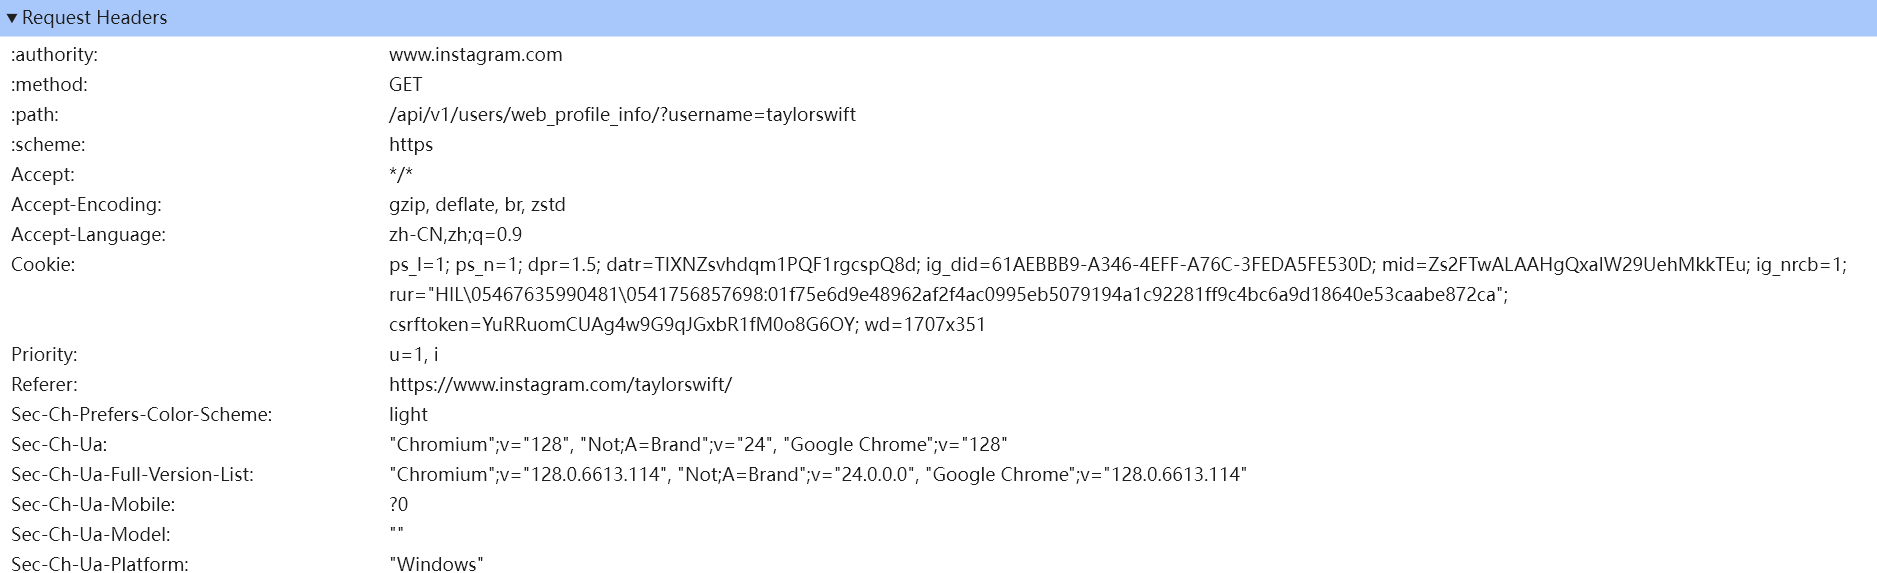 ▼ Request Headers
:authority: www.instagram.com
:method: GET
:path: /api/v1/users/web_profile_info/?username=taylorswift
:scheme: https
Accept: */*
Accept-Encoding: gzip, deflate, br, zstd
Accept-Language: zh-CN,zh;q=0.9
Cookie: ps_l=1; ps_n=1; dpr=1.5; datr=TIXNZsvhdqm1PQF1rgcspQ8d; ig_did=61AEBBB9-A346-4EFF-A76C-3FEDA5FE530D; mid=Zs2FTwALAAHgQxalW29UehMkkTEu; ig_nrcb=1;
rur="HIL\05467635990481\0541756857698:01f75e6d9e48962af2f4ac0995eb5079194a1c92281ff9c4bc6a9d18640e53caabe872ca";
csrftoken=YuRRuomCUAg4w9G9qJGxbR1fM0o8G6OY; wd=1707x351
Priority: u=1, i
Referer: https://www.instagram.com/taylorswift/
Sec-Ch-Prefers-Color-Scheme: light
Sec-Ch-Ua: "Chromium";v="128", "Not;A=Brand";v="24", "Google Chrome";v="128"
Sec-Ch-Ua-Full-Version-List: "Chromium";v="128.0.6613.114", "Not;A=Brand";v="24.0.0.0", "Google Chrome";v="128.0.6613.114"
Sec-Ch-Ua-Mobile: ?0
Sec-Ch-Ua-Model: ""
Sec-Ch-Ua-Platform: "Windows"